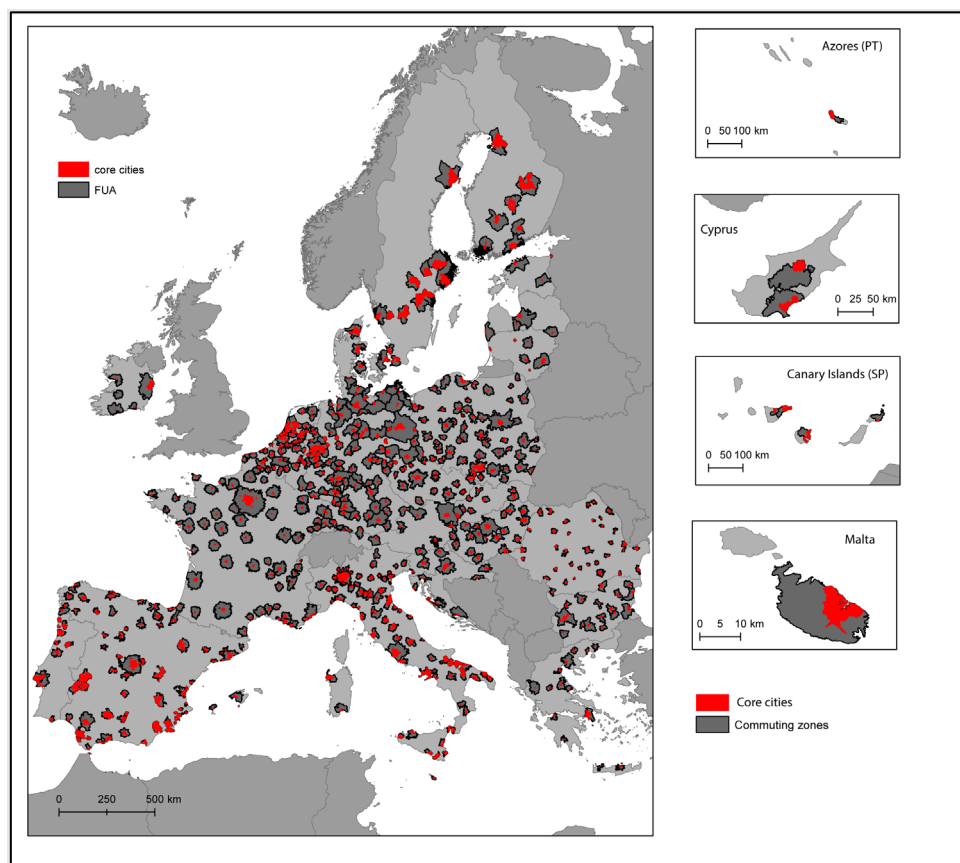 core cities
FUA
0 250 500 km
Azores (PT)
0 50 100 km
Cyprus
0 25 50 km
Canary Islands (SP)
0 50 100 km
Malta
0 5 10 km
Core cities
Commuting zones